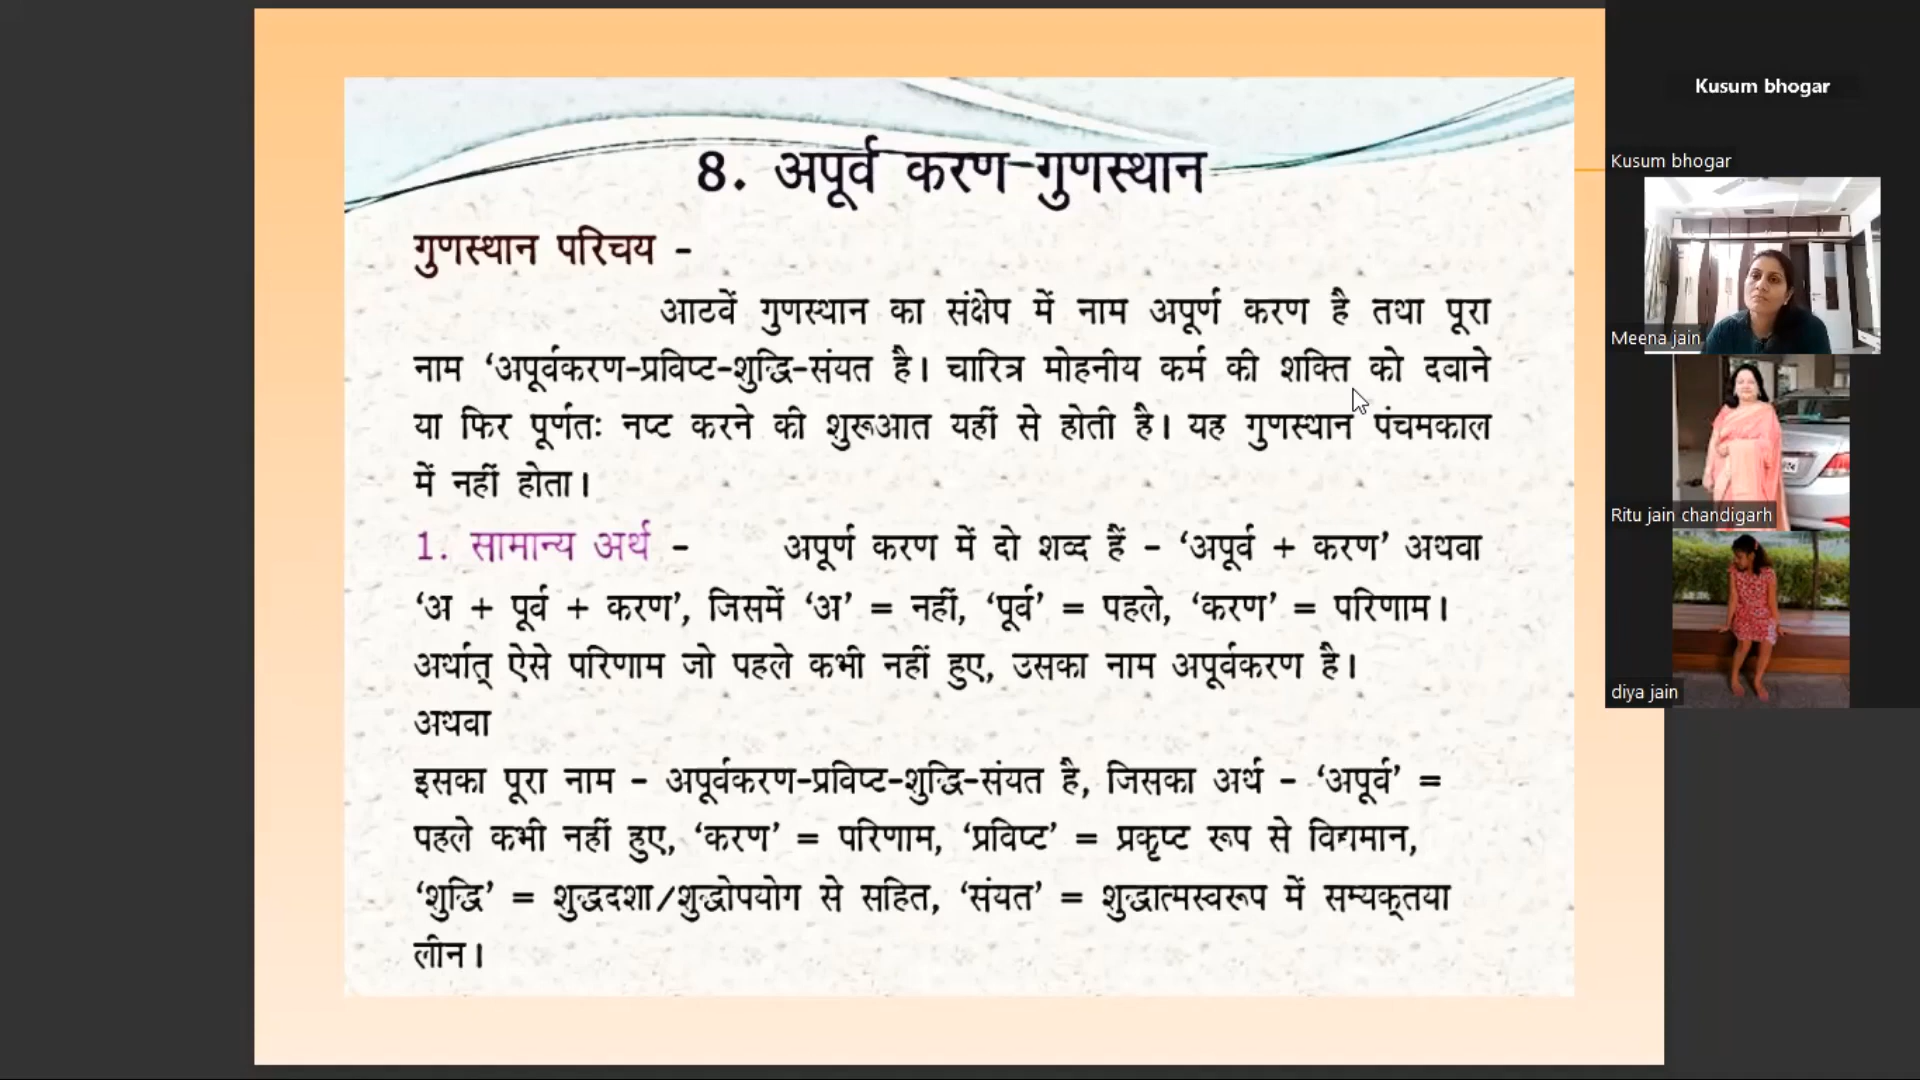 8. अपूर्व करण-गुणस्थान
गुणस्थान परिचय -
आठवें गुणस्थान का संक्षेप में नाम अपूर्ण करण है तथा पूरा
नाम ‘अपूर्वकरण-प्रविष्ट-शुद्धि-संयत है। चारित्र मोहनीय कर्म की शक्ति को दवाने
या फिर पूर्णतः नष्ट करने की शुरूआत यहीं से होती है। यह गुणस्थान पंचमकाल
में नहीं होता।
1. सामान्य अर्थ - अपूर्ण करण में दो शव्द हैं - ‘अपूर्व + करण’ अथवा
‘अ + पूर्व + करण’, जिसमें ‘अ’ = नहीं, ‘पूर्व’ = पहले, ‘करण’ = परिणाम।
अर्थात् ऐसे परिणाम जो पहले कभी नहीं हुए, उसका नाम अपूर्वकरण है।
अथवा
इसका पूरा नाम - अपूर्वकरण-प्रविष्ट-शुद्धि-संयत है, जिसका अर्थ - ‘अपूर्व’ =
पहले कभी नहीं हुए, ‘करण’ = परिणाम, ‘प्रविष्ट’ = प्रकृष्ट रूप से विद्यमान,
‘शुद्धि’ = शुद्धदशा/शुद्धोपयोग से सहित, ‘संयत’ = शुद्धात्मस्वरूप में सम्यक्‌तया
लीन।
Kusum bhogar
Kusum bhogar
Meena jain
Ritu jain chandigarh
diya jain